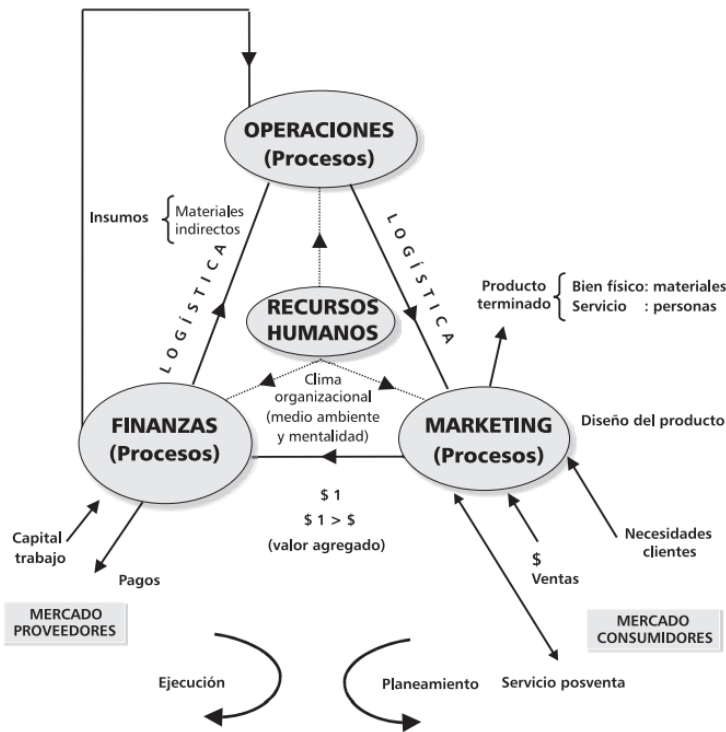 OPERACIONES
(Procesos)
Insumos
Materiales
indirectos
LOGÍSTICA
LOGÍSTICA
Producto
terminado
Bien físico: materiales
Servicio : personas
RECURSOS
HUMANOS
Clima
organizacional
(medio ambiente
y mentalidad)
FINANZAS
(Procesos)
MARKETING
(Procesos)
Diseño del producto
$ 1
$ 1 > $
(valor agregado)
Capital
trabajo
Pagos
$
Ventas
Necesidades
clientes
MERCADO
PROVEEDORES
MERCADO
CONSUMIDORES
Ejecución
Planeamiento
Servicio posventa